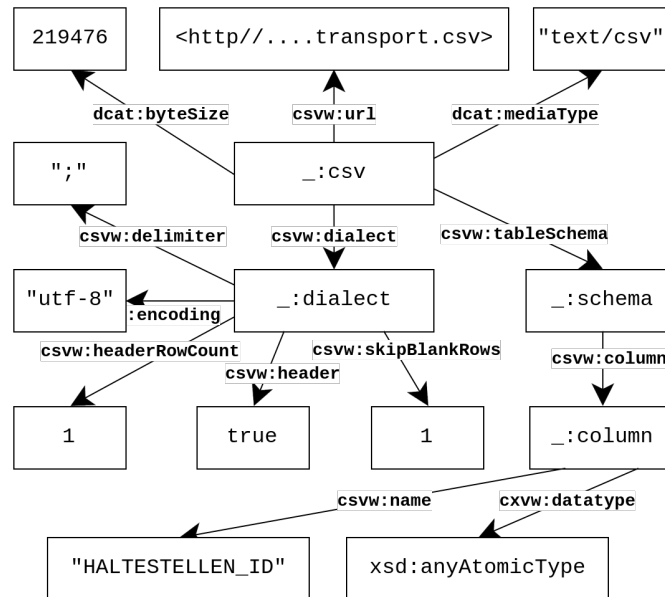 219476
<http//....transport.csv>
"text/csv"
dcat:byteSize
csvw:url
dcat:mediaType
";"
_:csv
csvw:delimiter
csvw:dialect
csvw:tableSchema
"utf-8"
_:dialect
_:schema
:encoding
csvw:headerRowCount
csvw:skipBlankRows
csvw:column
csvw:header
1
true
1
_:column
csvw:name
cxvw:datatype
"HALTESTELLEN_ID"
xsd:anyAtomicType